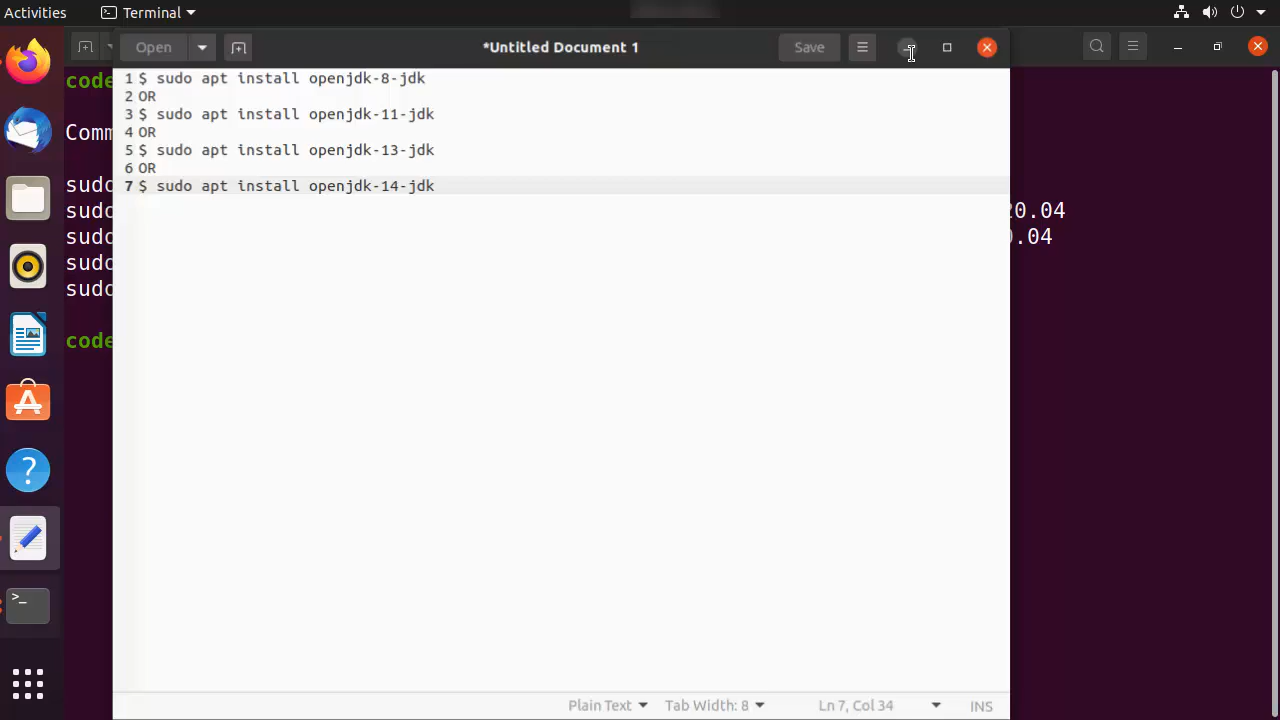 Activities
Terminal
Open
*Untitled Document 1
Save
code
1 $ sudo apt install openjdk-8-jdk
2 OR
Comm
3 $ sudo apt install openjdk-11-jdk
4 OR
5 $ sudo apt install openjdk-13-jdk
6 OR
sudo
7 $ sudo apt install openjdk-14-jdk
sudo
20.04
sudo
0.04
sudo
sudo
code
Plain Text
Tab Width: 8
Ln 7, Col 34
INS